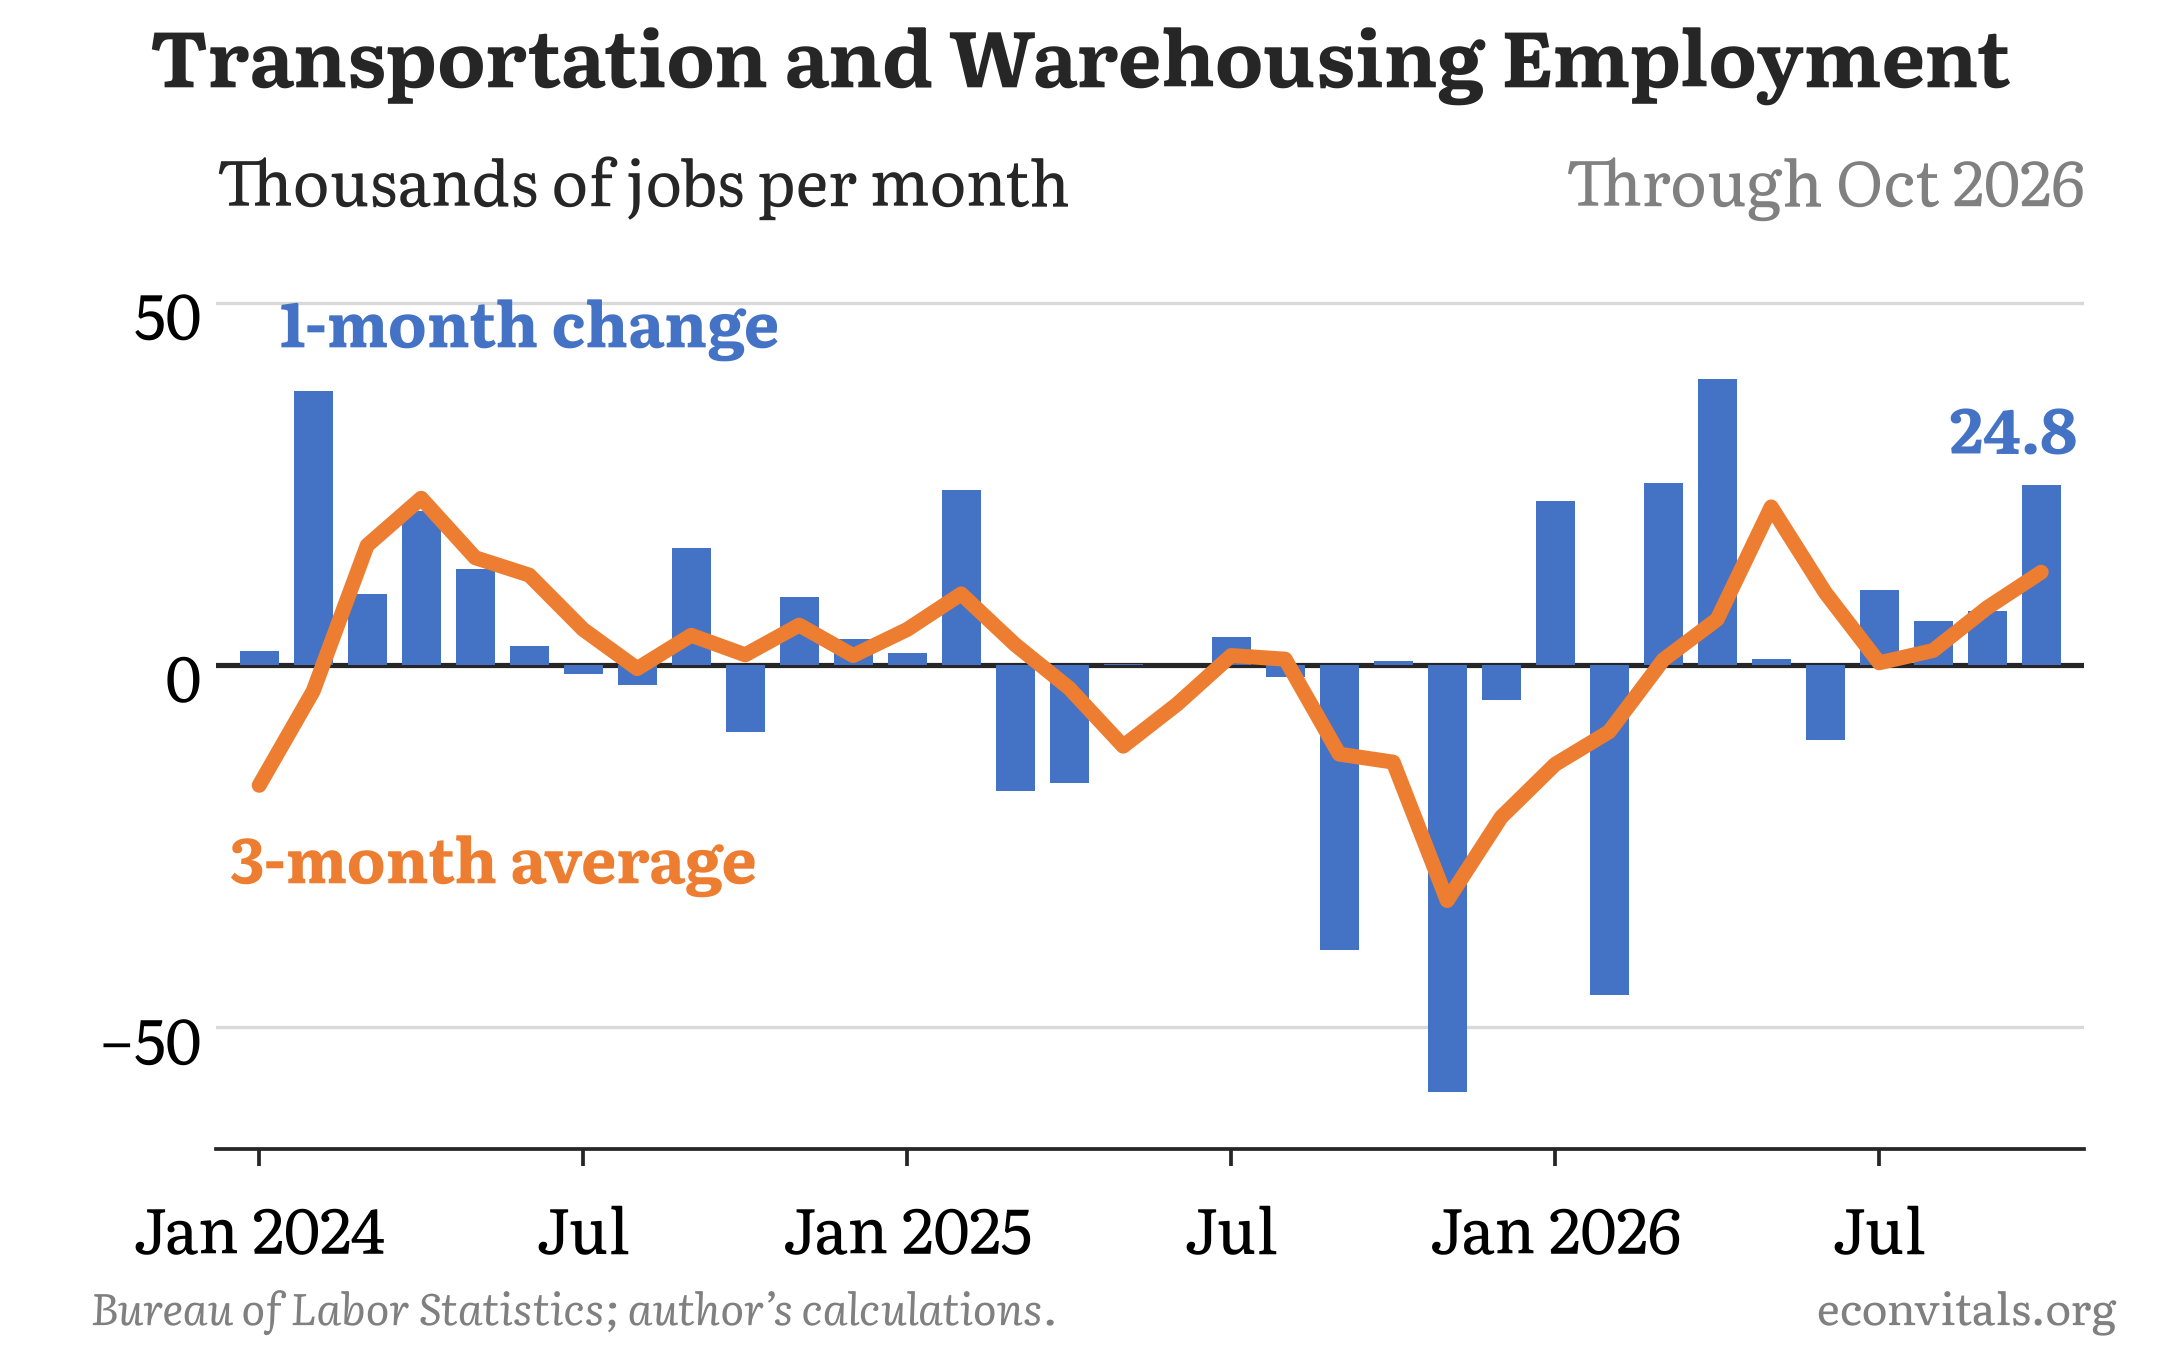 Transportation and Warehousing Employment
Thousands of jobs per month
Through Oct 2026
50
1-month change
24.8
0
3-month average
–50
Jan 2024
Jul
Jan 2025
Jul
Jan 2026
Jul
Bureau of Labor Statistics; author’s calculations.
econvitals.org